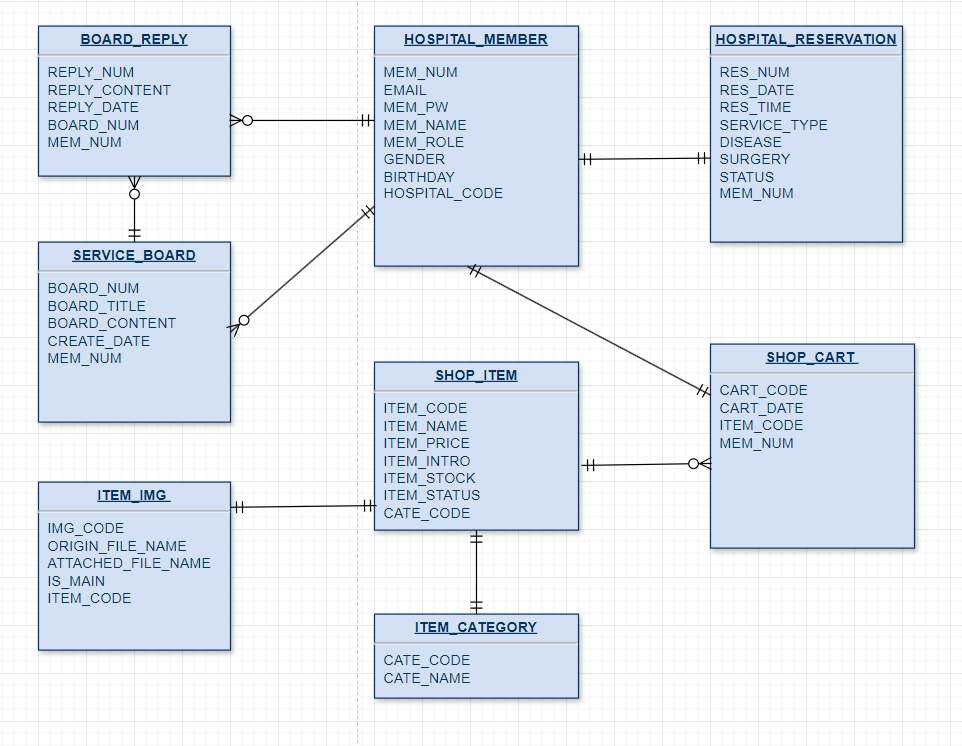 BOARD_REPLY
REPLY_NUM
REPLY_CONTENT
REPLY_DATE
BOARD_NUM
MEM_NUM
HOSPITAL_MEMBER
MEM_NUM
EMAIL
MEM_PW
MEM_NAME
MEM_ROLE
GENDER
BIRTHDAY
HOSPITAL_CODE
HOSPITAL_RESERVATION
RES_NUM
RES_DATE
RES_TIME
SERVICE_TYPE
DISEASE
SURGERY
STATUS
MEM_NUM
SERVICE_BOARD
BOARD_NUM
BOARD_TITLE
BOARD_CONTENT
CREATE_DATE
MEM_NUM
SHOP_ITEM
ITEM_CODE
ITEM_NAME
ITEM_PRICE
ITEM_INTRO
ITEM_STOCK
ITEM_STATUS
CATE_CODE
SHOP_CART
CART_CODE
CART_DATE
ITEM_CODE
MEM_NUM
ITEM_IMG
IMG_CODE
ORIGIN_FILE_NAME
ATTACHED_FILE_NAME
IS_MAIN
ITEM_CODE
ITEM_CATEGORY
CATE_CODE
CATE_NAME